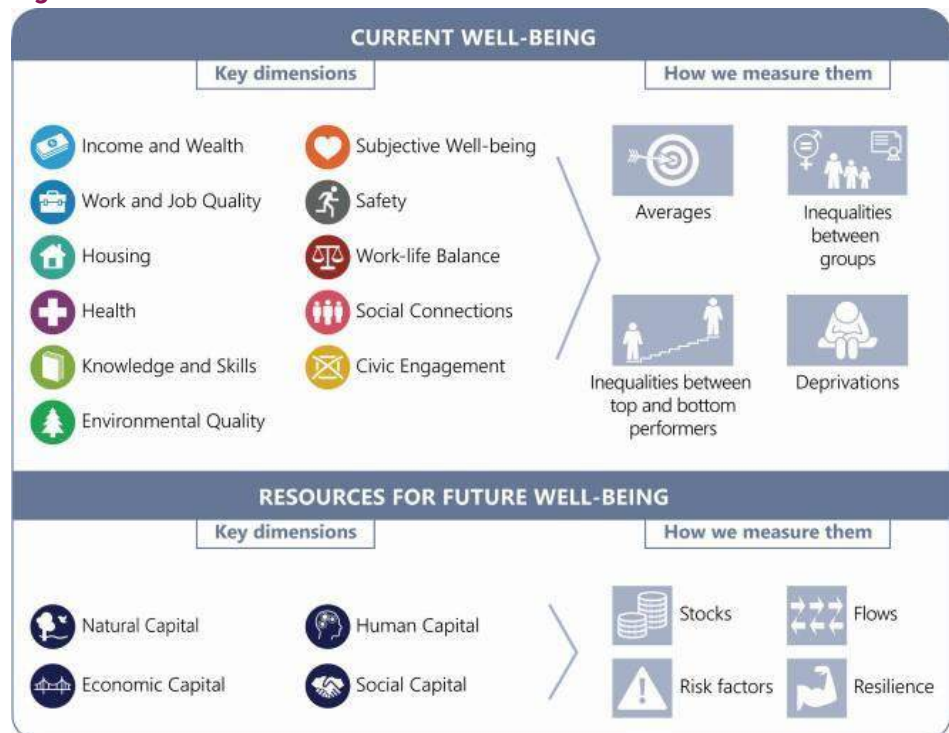 CURRENT WELL-BEING
Key dimensions
How we measure them
Income and Wealth
Subjective Well-being
Work and Job Quality
Safety
Housing
Work-life Balance
Health
Social Connections
Knowledge and Skills
Civic Engagement
Environmental Quality
Averages
Inequalities
between
groups
Inequalities between
top and bottom
performers
Deprivations
RESOURCES FOR FUTURE WELL-BEING
Key dimensions
How we measure them
Natural Capital
Human Capital
Economic Capital
Social Capital
Stocks
Flows
Risk factors
Resilience